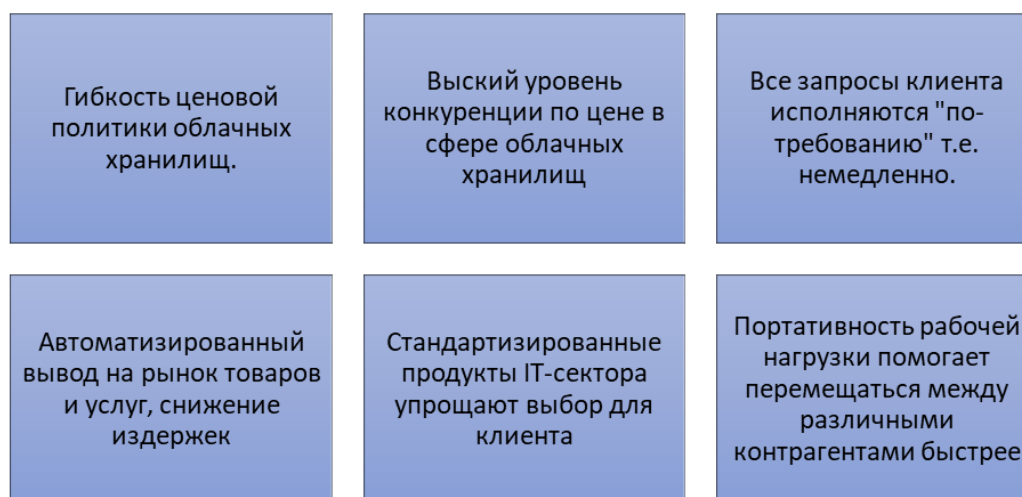 Гибкость ценовой
политики облачных
хранилищ.
Выский уровень
конкуренции по цене в
сфере облачных
хранилищ
Все запросы клиента
исполняются "по-
требованию" т.е.
немедленно.
Автоматизированный
вывод на рынок товаров
и услуг, снижение
издержек
Стандартизированные
продукты IT-сектора
упрощают выбор для
клиента
Портативность рабочей
нагрузки помогает
перемещаться между
различными
контрагентами быстрее